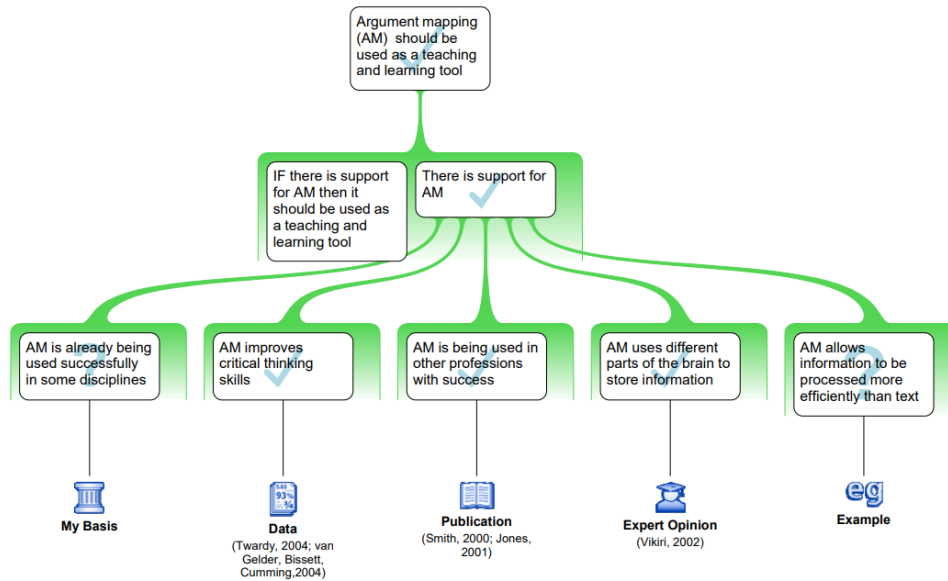 Argument mapping
(AM)  should be
used as a teaching
and learning tool
IF there is support
for AM then it
should be used as
a teaching and
learning tool
There is support for
AM
AM is already being
used successfully
in some disciplines
AM improves
critical thinking
skills
AM is being used in
other professions
with success
AM uses different
parts of the brain to
store information
AM allows
information to be
processed more
efficiently than text
My Basis
93%
Data
(Twardy, 2004; van
Gelder, Bissett,
Cumming,2004)
Publication
(Smith, 2000; Jones,
2001)
Expert Opinion
(Vikiri, 2002)
eg
Example